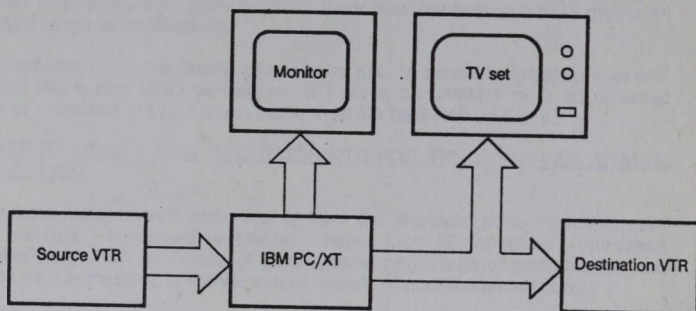 Monitor
TV set
Source VTR
IBM PC/XT
Destination VTR